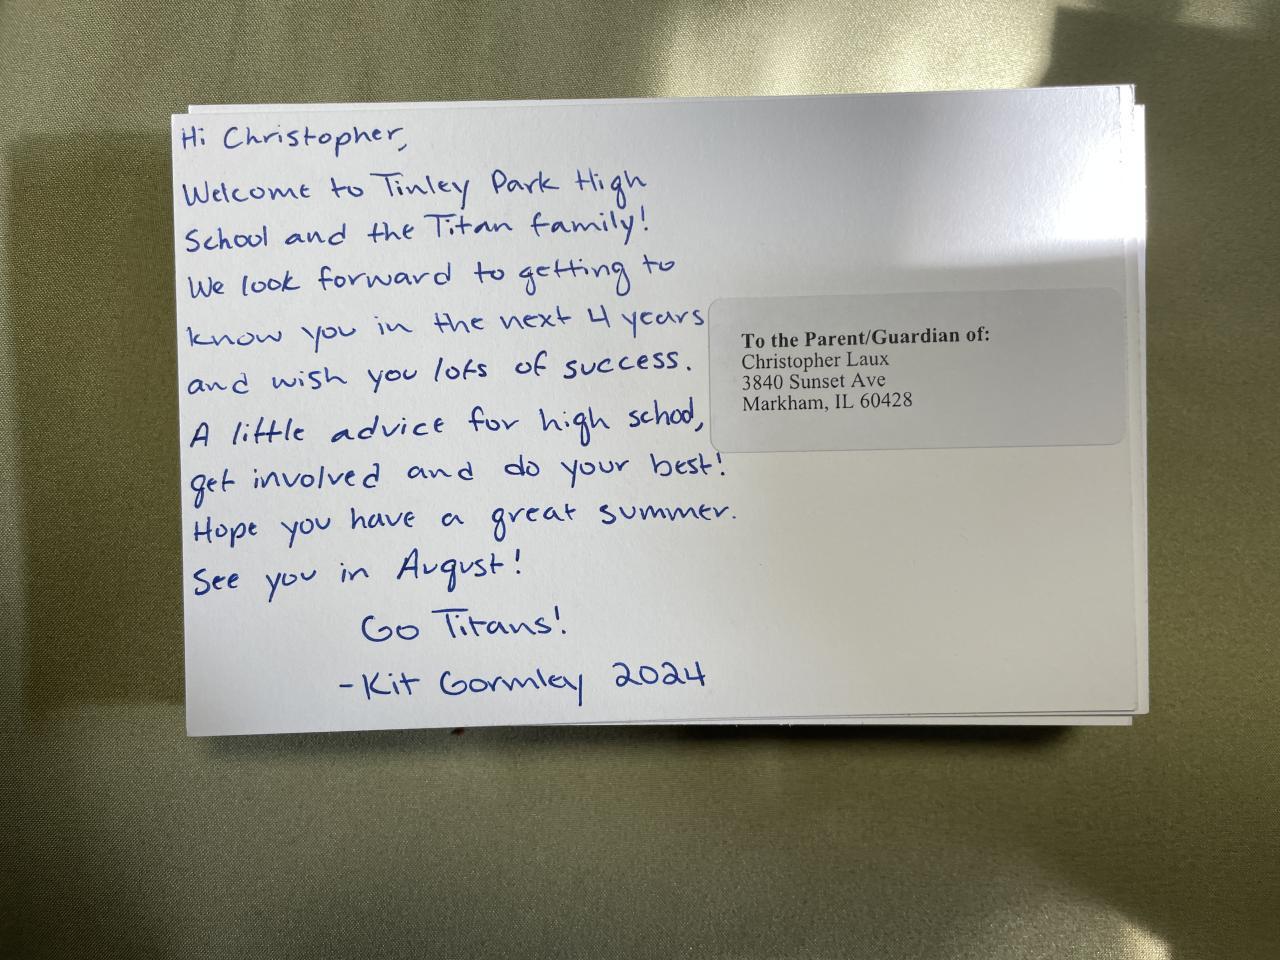 Hi Christopher,
Welcome to Tinley Park High
School and the Titan family!
We look forward to getting to
know you in the next 4 years
and wish you lots of success.
A little advice for high school,
get involved and do your best!
Hope you have a great summer.
See you in August!
Go Titans!
-Kit Gormley 2024
To the Parent/Guardian of:
Christopher Laux
3840 Sunset Ave
Markham, IL 60428